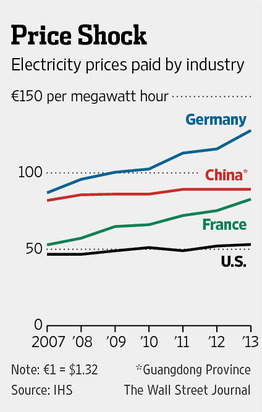 Price Shock
Electricity prices paid by industry
€150 per megawatt hour
Germany
100
China*
France
50
U.S.
0
2007 '08 '09 '10 '11 '12 '13
Note: €1 = $1.32 *Guangdong Province
Source: IHS The Wall Street Journal